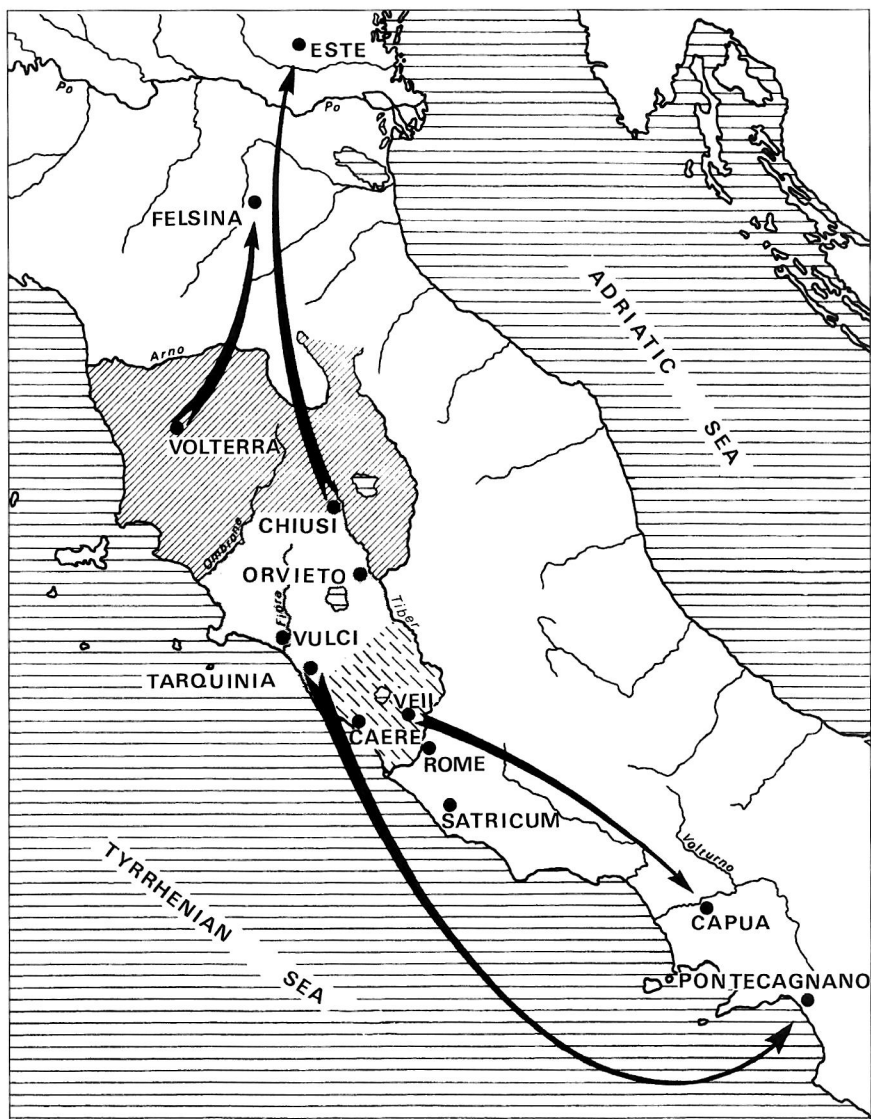 ESTE
Po
Po
FELSINA
ADRIATIC
SEA
Arno
VOLTERRA
CHIUSI
Ombrone
ORVIETO
Tiber
Fiora
VULCI
TARQUINIA
VEII
CAERE
ROME
SATRICUM
Volturno
TYRRHENIAN
SEA
CAPUA
PONTECAGNANO